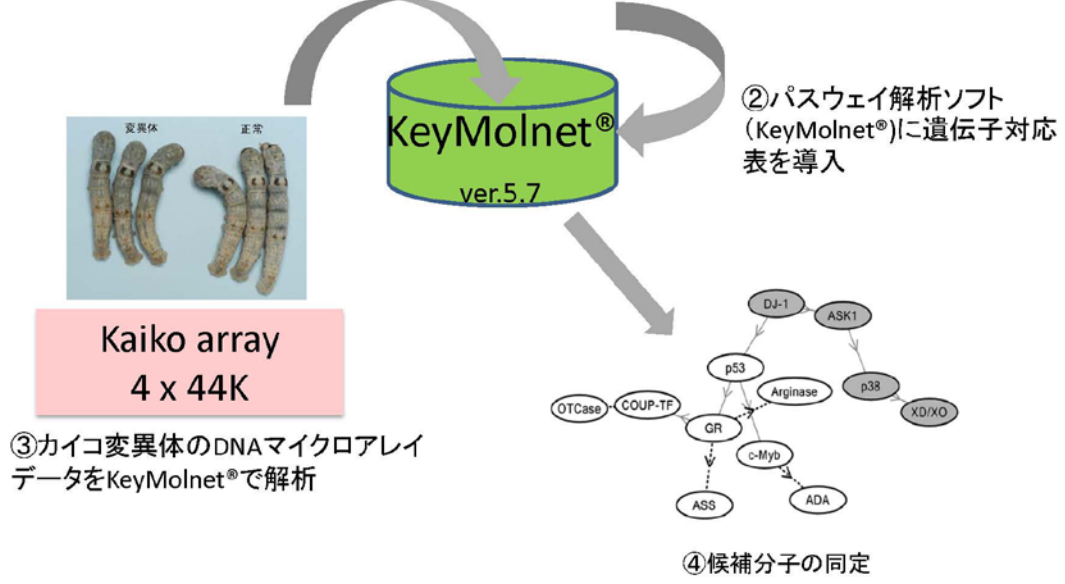 KeyMolnet®
ver.5.7
②パスウェイ解析ソフト
（KeyMolnet®)に遺伝子対応
表を導入
変異体
正常
Kaiko array
4 x 44K
③カイコ変異体のDNAマイクロアレイ
データをKeyMolnet®で解析
DJ-1
ASK1
p53
p38
Arginase
XD/XO
OTCase
COUP-TF
GR
c-Myb
ASS
ADA
④候補分子の同定